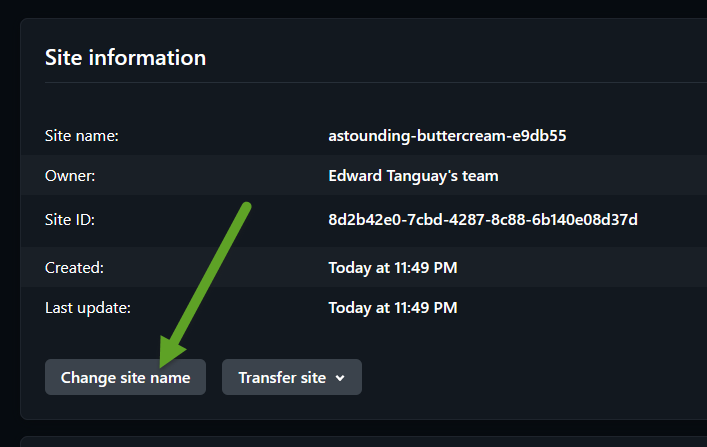 Site information
Site name: astounding-buttercream-e9db55
Owner: Edward Tanguay's team
Site ID: 8d2b42e0-7cbd-4287-8c88-6b140e08d37d
Created: Today at 11:49 PM
Last update: Today at 11:49 PM
Change site name Transfer site